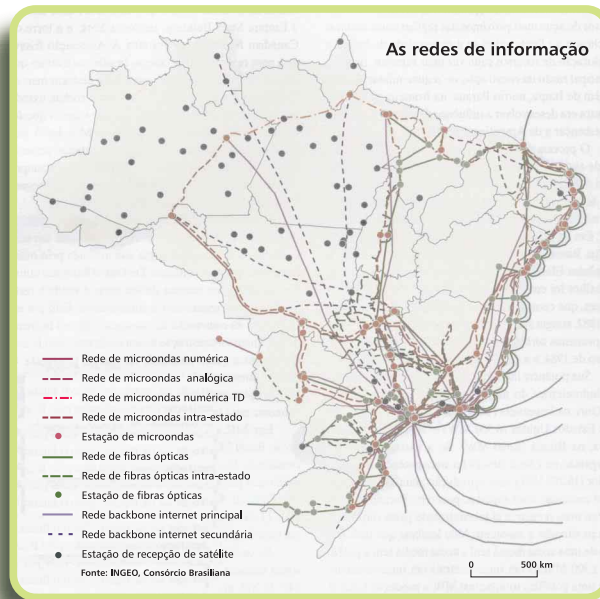 As redes de informação
Rede de microondas numérica
Rede de microondas analógica
Rede de microondas numérica TD
Rede de microondas intra-estado
Estação de microondas
Rede de fibras ópticas
Rede de fibras ópticas intra-estado
Estação de fibras ópticas
Rede backbone internet principal
Rede backbone internet secundária
Estação de recepção de satélite
Fonte: INGEO, Consórcio Brasiliana
0 500 km